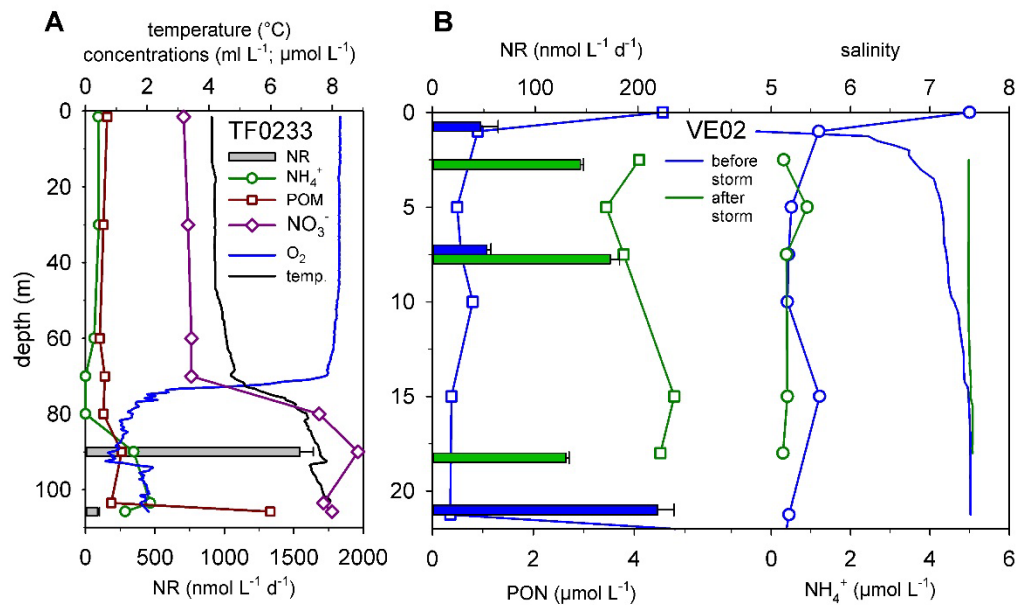 A
temperature (°C)
concentrations (ml L⁻¹; µmol L⁻¹)
0 2 4 6 8
depth (m)
0
20
40
60
80
100
TF0233
NR
NH₄⁺
POM
NO₃⁻
O₂
temp.
0 500 1000 1500 2000
NR (nmol L⁻¹ d⁻¹)
B
NR (nmol L⁻¹ d⁻¹)
salinity
0 100 200
5 6 7
0
5
10
15
20
VE02
before
storm
after
storm
0 2 4
0 2 4 6
PON (µmol L⁻¹)
NH₄⁺ (µmol L⁻¹)